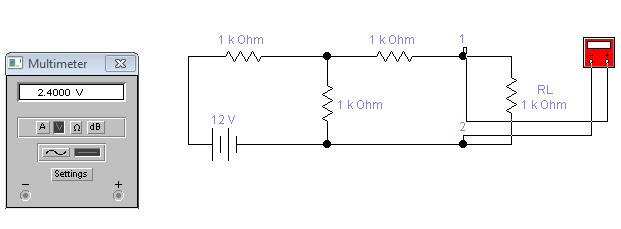 Multimeter
2.4000 V
A V Ω dB
Settings
− +
1 k Ohm
1 k Ohm
1
RL
1 k Ohm
1 k Ohm
12 V
2